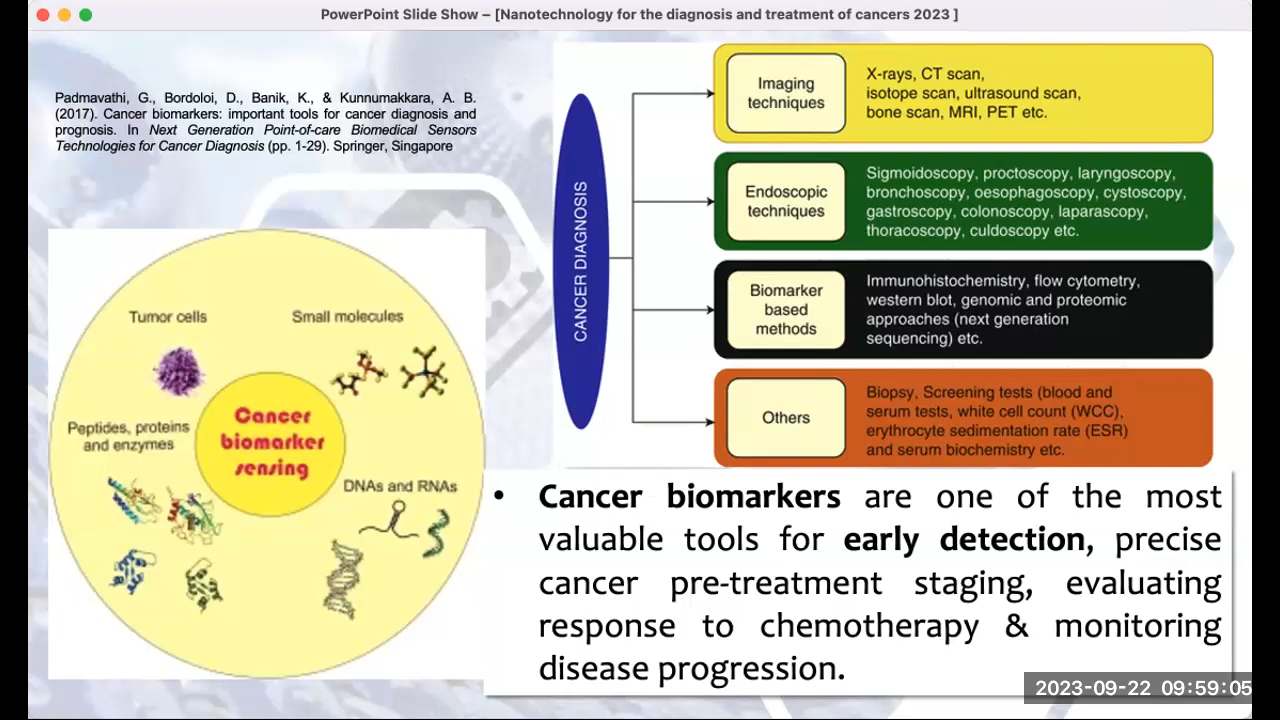 PowerPoint Slide Show – [Nanotechnology for the diagnosis and treatment of cancers 2023 ]
Padmavathi, G., Bordoloi, D., Banik, K., & Kunnumakkara, A. B.
(2017). Cancer biomarkers: important tools for cancer diagnosis and
prognosis. In Next Generation Point-of-care Biomedical Sensors
Technologies for Cancer Diagnosis (pp. 1-29). Springer, Singapore
Tumor cells
Small molecules
Peptides, proteins
and enzymes
Cancer
biomarker
sensing
DNAs and RNAs
CANCER DIAGNOSIS
Imaging
techniques
X-rays, CT scan,
isotope scan, ultrasound scan,
bone scan, MRI, PET etc.
Endoscopic
techniques
Sigmoidoscopy, proctoscopy, laryngoscopy,
bronchoscopy, oesophagoscopy, cystoscopy,
gastroscopy, colonoscopy, laparascopy,
thoracoscopy, culdoscopy etc.
Biomarker
based
methods
Immunohistochemistry, flow cytometry,
western blot, genomic and proteomic
approaches (next generation
sequencing) etc.
Others
Biopsy, Screening tests (blood and
serum tests, white cell count (WCC),
erythrocyte sedimentation rate (ESR)
and serum biochemistry etc.
• Cancer biomarkers are one of the most
valuable tools for early detection, precise
cancer pre-treatment staging, evaluating
response to chemotherapy & monitoring
disease progression.
2023-09-22 09:59:05